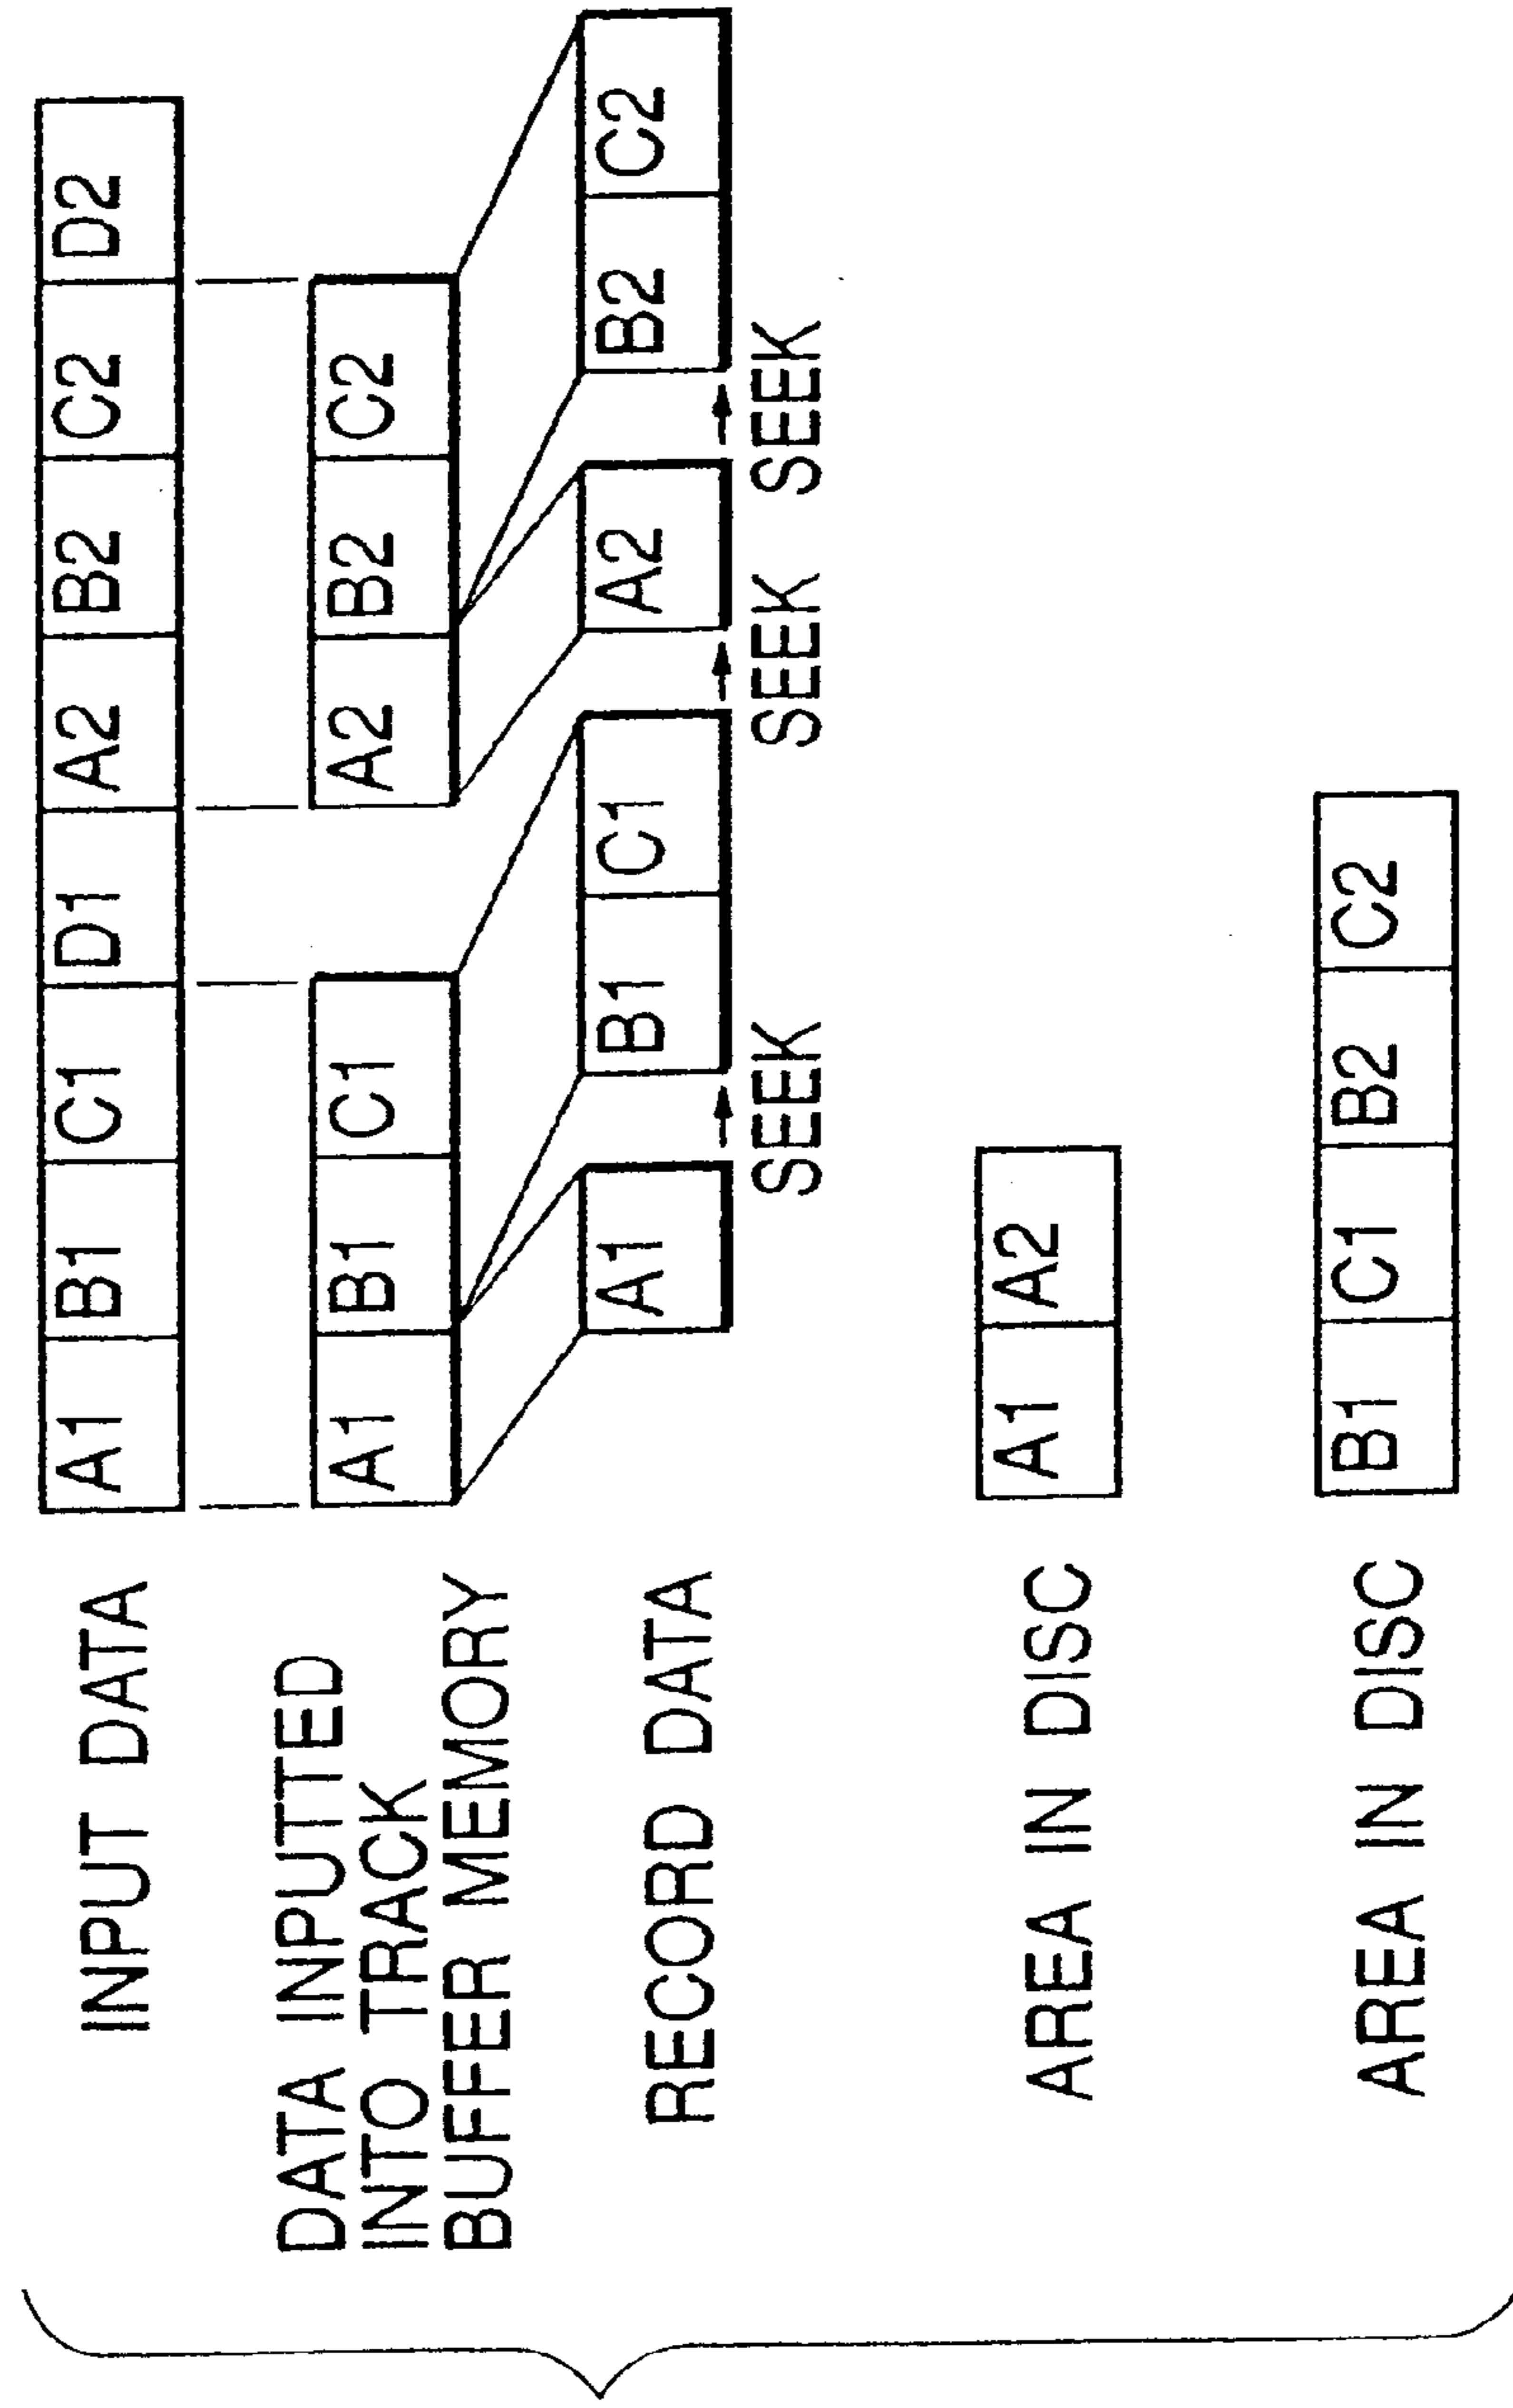 INPUT DATA
A1 B1 C1 D1 A2 B2 C2 D2
DATA INPUTTED
INTO TRACK
BUFFER MEMORY
A1 B1 C1 A2 B2 C2
RECORD DATA
A1 B1 C1 A2 B2 C2
SEEK SEEK SEEK
AREA IN DISC
A1 A2
AREA IN DISC
B1 C1 B2 C2